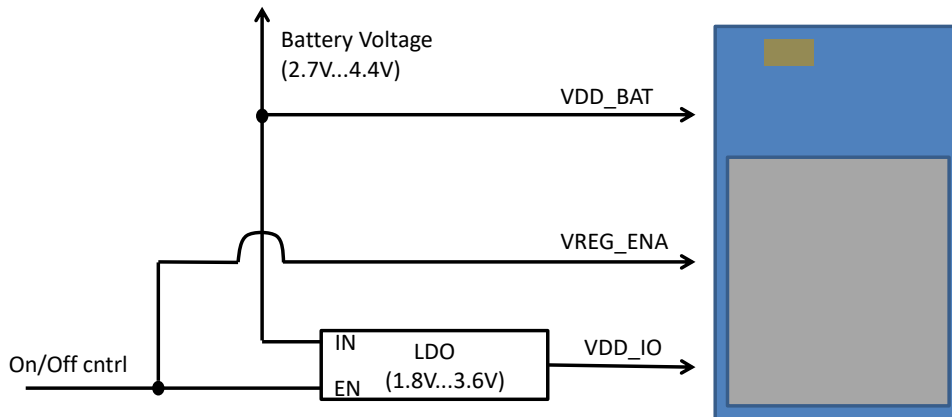 Battery Voltage
(2.7V...4.4V)
VDD_BAT
VREG_ENA
On/Off cntrl
IN
EN
LDO
(1.8V...3.6V)
VDD_IO